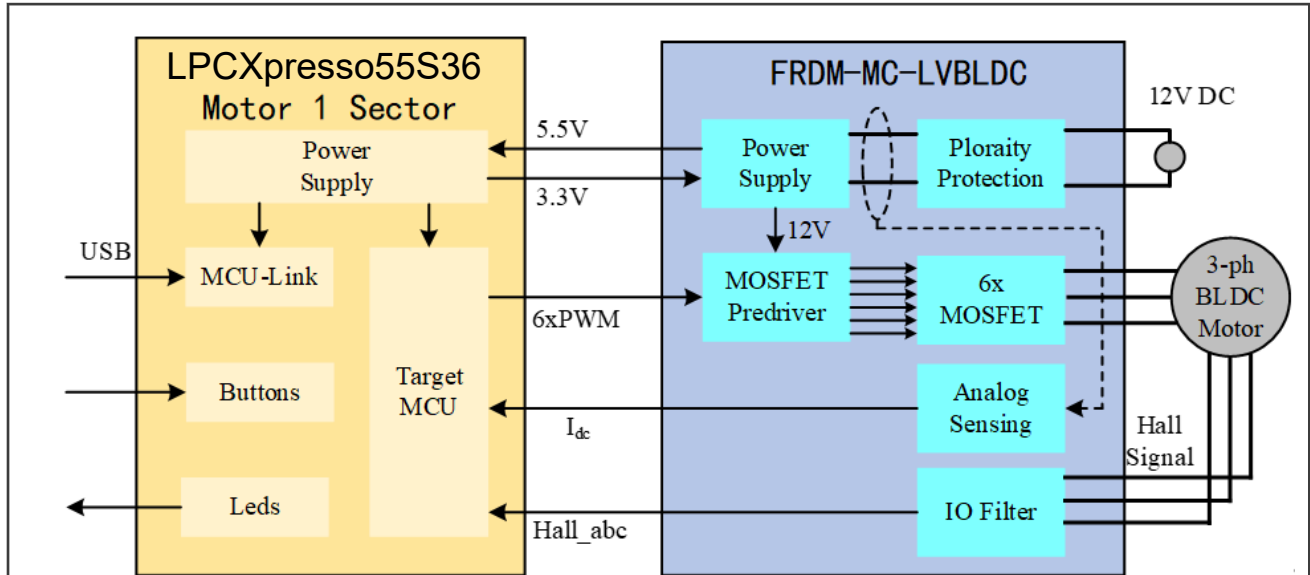 LPCXpresso55S36
Motor 1 Sector
Power
Supply
USB
MCU-Link
Buttons
Target
MCU
Leds
5.5V
3.3V
6xPWM
I_dc
Hall_abc
FRDM-MC-LVBLDC
Power
Supply
Ploraity
Protection
12V
MOSFET
Predriver
6x
MOSFET
Analog
Sensing
IO Filter
12V DC
3-ph
BLDC
Motor
Hall
Signal